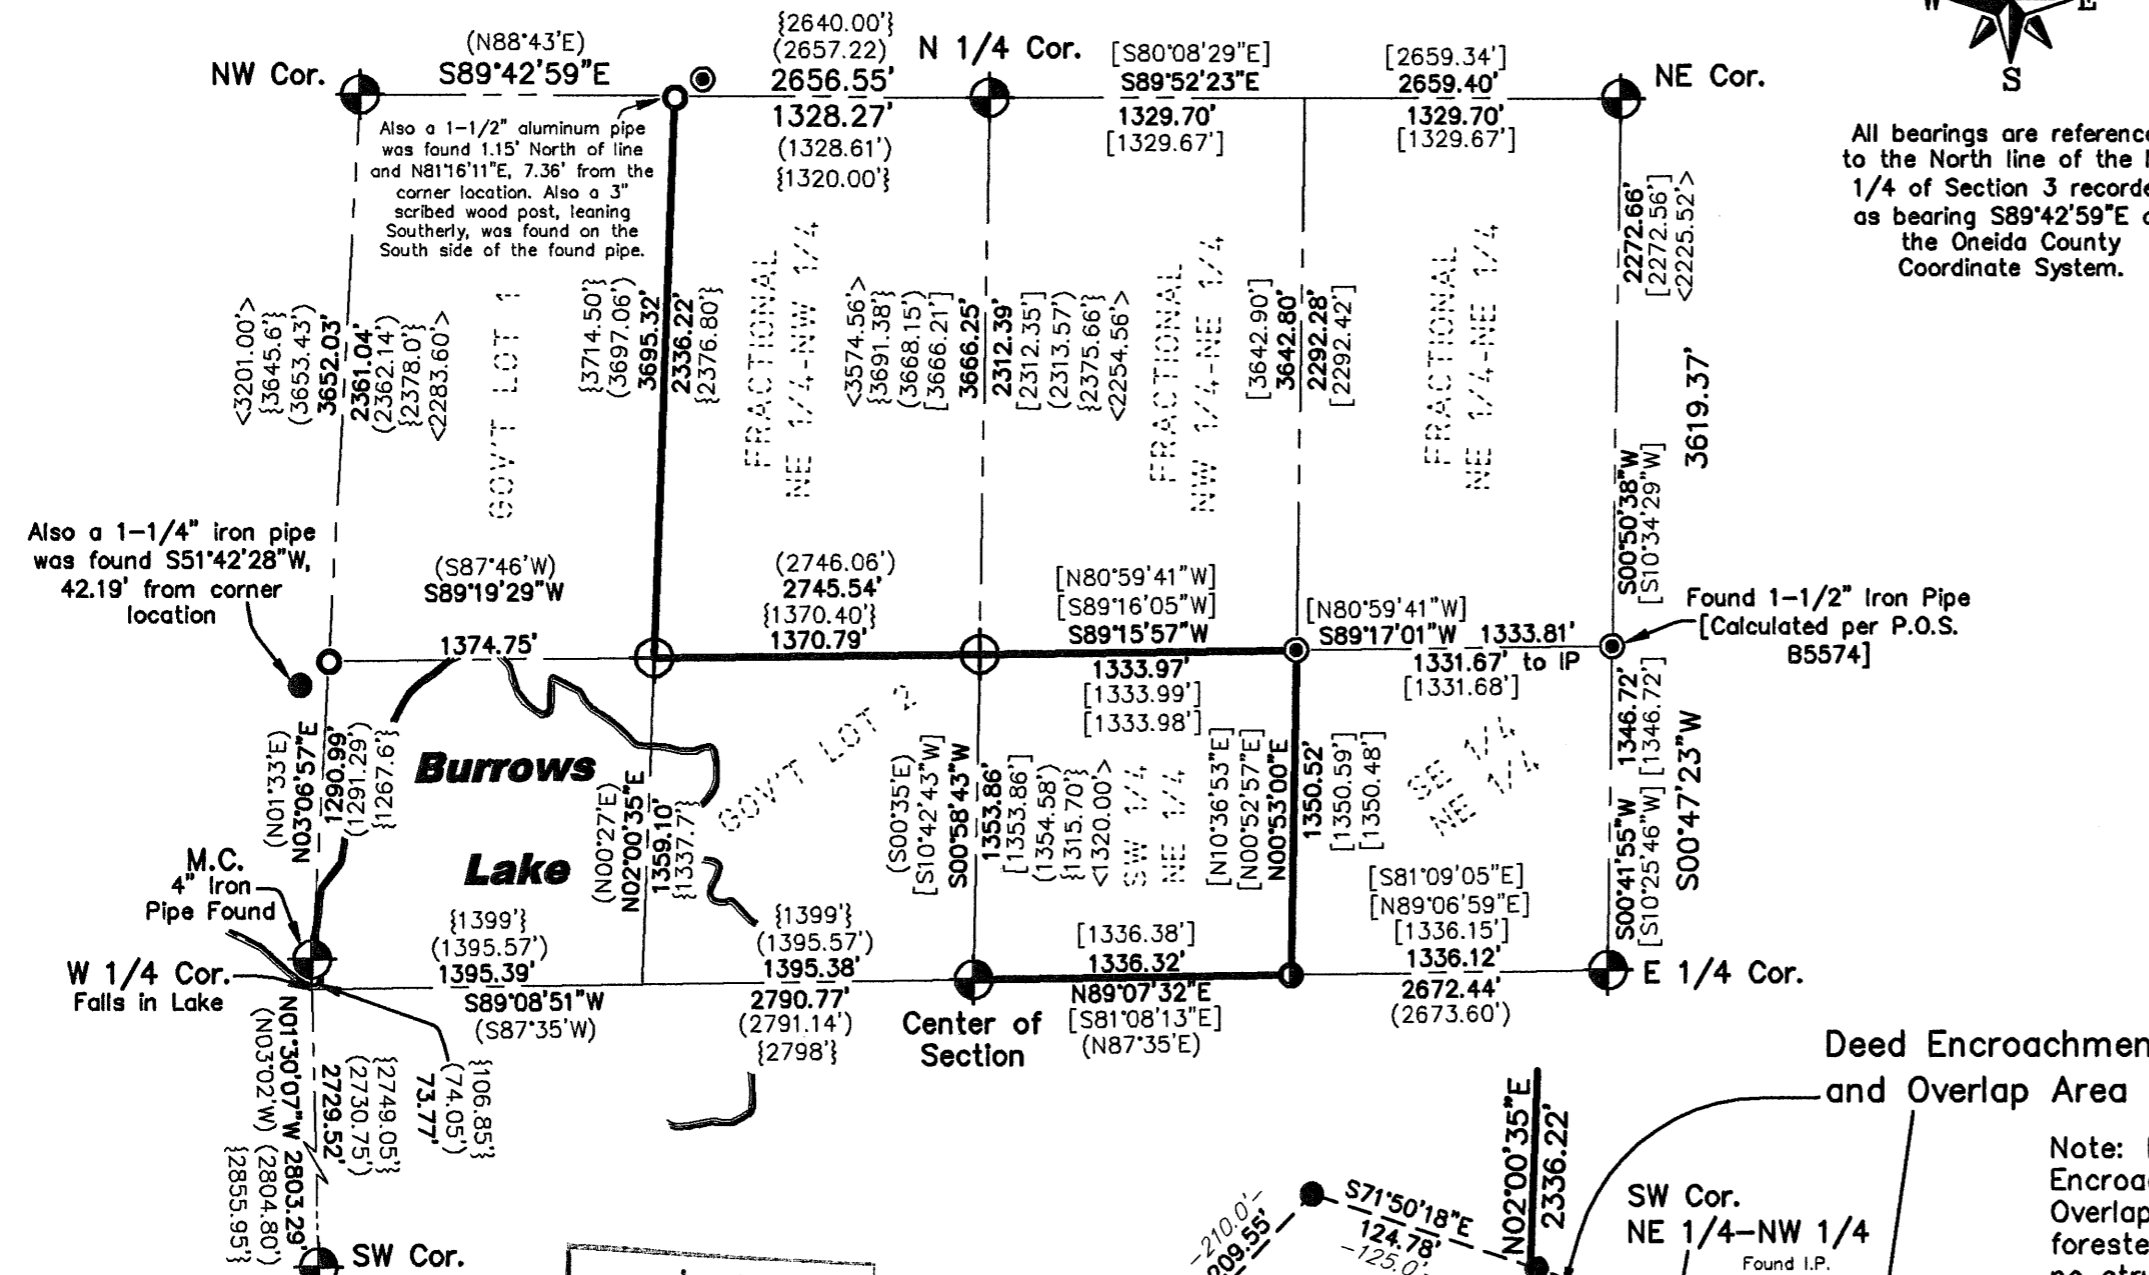 W
E
S
{2640.00'}
(2657.22)
2656.55'
1328.27'
(1328.61')
{1320.00'}
(N88°43'E)
S89°42'59"E
NW Cor.
N 1/4 Cor.
[S80°08'29"E]
S89°52'23"E
1329.70'
[1329.67']
[2659.34']
2659.40'
1329.70'
[1329.67']
NE Cor.
Also a 1-1/2" aluminum pipe
was found 1.15' North of line
and N81°16'11"E, 7.36' from the
corner location. Also a 3"
scribed wood post, leaning
Southerly, was found on the
South side of the found pipe.
All bearings are reference
to the North line of the
1/4 of Section 3 recorde
as bearing S89°42'59"E
the Oneida County
Coordinate System.
<3201.00'>
{3645.6'}
(3653.43')
3652.03'
2361.04'
(2362.14')
{2378.0'}
<2283.60'>
GOV'T LOT 1
{3714.50'}
(3697.06')
3695.32'
2336.22'
{2376.80'}
FRACTIONAL
NE 1/4-NW 1/4
<3574.56'>
{3691.38'}
(3668.15')
[3666.21']
3666.25'
2312.39'
[2312.35']
(2313.57')
{2375.66'}
<2254.56'>
FRACTIONAL
NW 1/4-NE 1/4
[3642.90']
3642.80'
2292.28'
[2292.42']
FRACTIONAL
NE 1/4-NE 1/4
2272.66'
[2272.56']
<2225.52'>
3619.37'
S00°50'38"W
[S10°34'29"W]
Also a 1-1/4" iron pipe
was found S51°42'28"W,
42.19' from corner
location
(S87°46'W)
S89°19'29"W
1374.75'
(2746.06')
2745.54'
{1370.40'}
1370.79'
[N80°59'41"W]
[S89°16'05"W]
S89°15'57"W
1333.97'
[1333.99']
[1333.98']
[N80°59'41"W]
S89°17'01"W 1333.81'
1331.67' to IP
[1331.68']
Found 1-1/2" Iron Pipe
[Calculated per P.O.S.
B5574]
(N01°33'E)
N03°06'57"E
1290.99'
(1291.29')
{1267.6'}
Burrows
Lake
(N00°27'E)
N02°00'35"E
1359.10'
{1337.7'}
GOV'T LOT 2
(S00°35'E)
[S10°42'43"W]
S00°58'43"W
1353.86'
[1353.86']
(1354.58')
{1315.70'}
<1320.00'>
SW 1/4
NE 1/4
[N10°36'53"E]
[N00°52'57"E]
N00°53'00"E
1350.52'
[1350.59']
[1350.48']
SE 1/4
NE 1/4
S00°41'55"W 1346.72'
[S10°25'46"W] [1346.72']
S00°47'23"W
M.C.
4" Iron
Pipe Found
W 1/4 Cor.
Falls in Lake
{1399'}
(1395.57')
1395.39'
S89°08'51"W
(S87°35'W)
{1399'}
(1395.57')
1395.38'
2790.77'
(2791.14')
{2798'}
Center of
Section
[1336.38']
1336.32'
N89°07'32"E
[S81°08'13"E]
(N87°35'E)
[S81°09'05"E]
[N89°06'59"E]
[1336.15']
1336.12'
2672.44'
(2673.60')
E 1/4 Cor.
N01°30'07"W 2803.29'
(N03°02'W) (2804.80')
{2855.95'}
2729.52'
(2730.75')
{2749.05'}
73.77'
(74.05')
{106.85'}
SW Cor.
-210.0'-
209.55'
S71°50'18"E
124.78'
-125.0'
N02°00'35"E
2336.22'
Deed Encroachmen
and Overlap Area
SW Cor.
NE 1/4-NW 1/4
Found I.P.
Note:
Encroa
Overlap
foreste